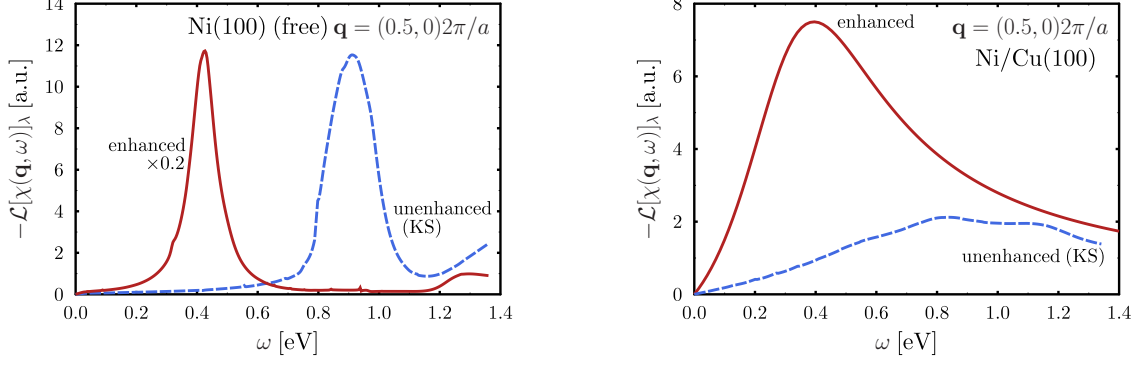 14
12
10
8
6
4
2
0
0.0 0.2 0.4 0.6 0.8 1.0 1.2 1.4
ω [eV]
−ℒ[χ(𝐪, ω)]λ [a.u.]
Ni(100) (free) 𝐪 = (0.5, 0)2π/a
enhanced
×0.2
unenhanced
(KS)
8
6
4
2
0
0.0 0.2 0.4 0.6 0.8 1.0 1.2 1.4
ω [eV]
−ℒ[χ(𝐪, ω)]λ [a.u.]
enhanced
𝐪 = (0.5, 0)2π/a
Ni/Cu(100)
unenhanced (KS)